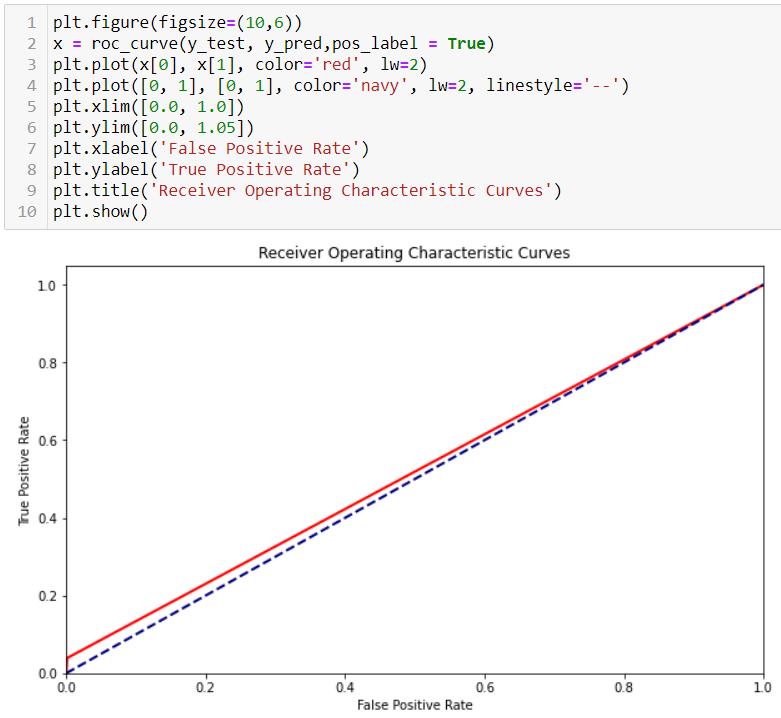 1 plt.figure(figsize=(10,6))
2 x = roc_curve(y_test, y_pred,pos_label = True)
3 plt.plot(x[0], x[1], color='red', lw=2)
4 plt.plot([0, 1], [0, 1], color='navy', lw=2, linestyle='--')
5 plt.xlim([0.0, 1.0])
6 plt.ylim([0.0, 1.05])
7 plt.xlabel('False Positive Rate')
8 plt.ylabel('True Positive Rate')
9 plt.title('Receiver Operating Characteristic Curves')
10 plt.show()
Receiver Operating Characteristic Curves
1.0
0.8
0.6
0.4
0.2
0.0
True Positive Rate
0.0 0.2 0.4 0.6 0.8 1.0
False Positive Rate